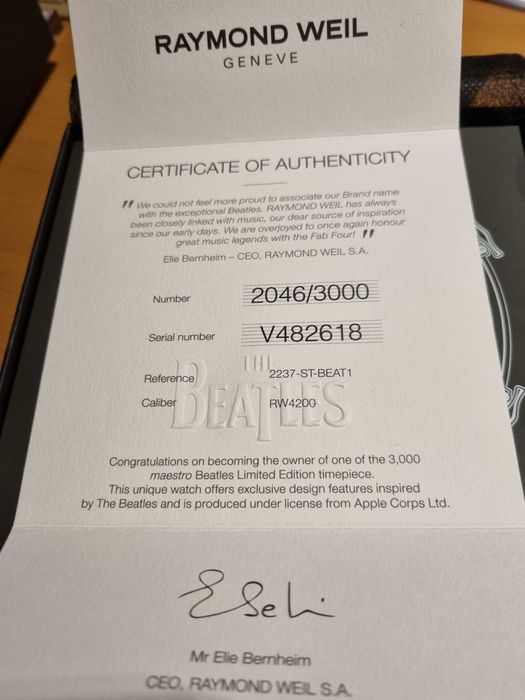 RAYMOND WEIL
GENEVE
CERTIFICATE OF AUTHENTICITY
" We could not feel more proud to associate our Brand name
with the exceptional Beatles. RAYMOND WEIL has always
been closely linked with music, our dear source of inspiration
since our early days. We are overjoyed to once again honour
great music legends with the Fab Four! "
Elie Bernheim – CEO, RAYMOND WEIL S.A.
Number 2046/3000
Serial number V482618
THE
BEATLES
Reference 2237-ST-BEAT1
Caliber RW4200
Congratulations on becoming the owner of one of the 3,000
maestro Beatles Limited Edition timepiece.
This unique watch offers exclusive design features inspired
by The Beatles and is produced under license from Apple Corps Ltd.
Mr Elie Bernheim
CEO, RAYMOND WEIL S.A.